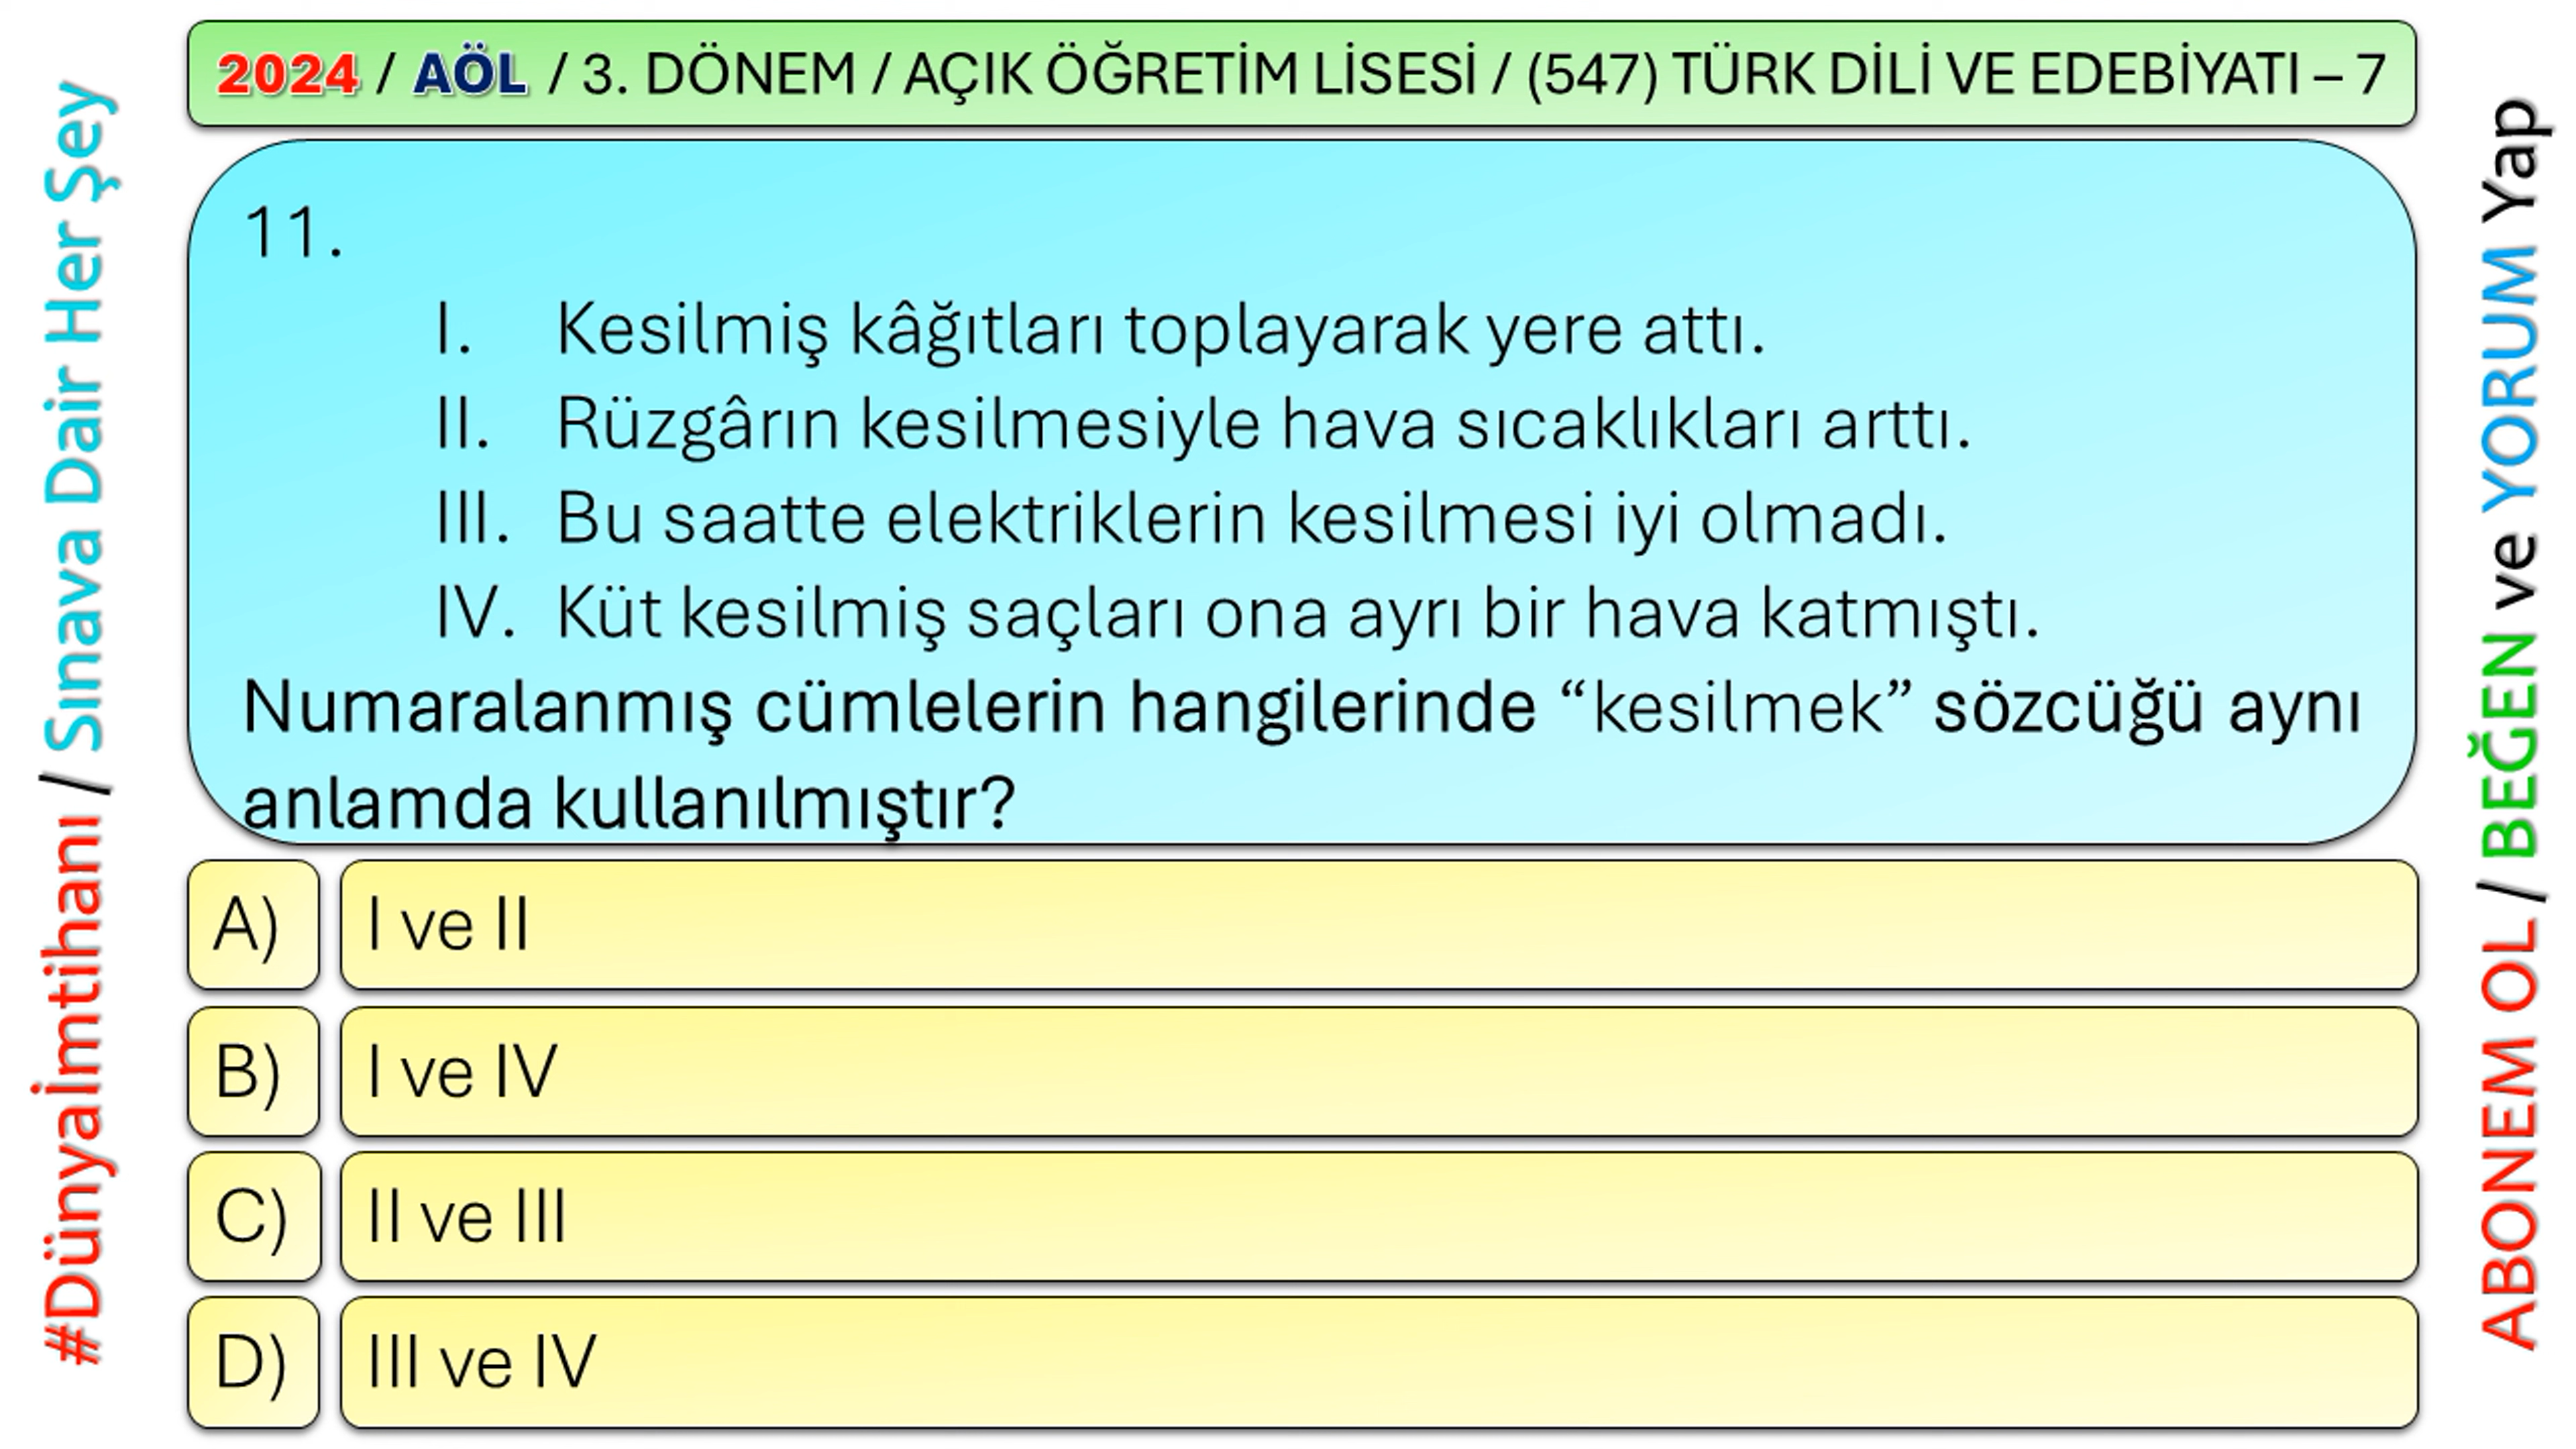 2024 / AÖL / 3. DÖNEM / AÇIK ÖĞRETİM LİSESİ / (547) TÜRK DİLİ VE EDEBİYATI – 7
#Dünyaİmtihanı / Sınava Dair Her Şey
11.
I. Kesilmiş kâğıtları toplayarak yere attı.
II. Rüzgârın kesilmesiyle hava sıcaklıkları arttı.
III. Bu saatte elektriklerin kesilmesi iyi olmadı.
IV. Küt kesilmiş saçları ona ayrı bir hava katmıştı.
Numaralanmış cümlelerin hangilerinde “kesilmek” sözcüğü aynı
anlamda kullanılmıştır?
A) I ve II
B) I ve IV
C) II ve III
D) III ve IV
ABONEM OL / BEĞEN ve YORUM Yap